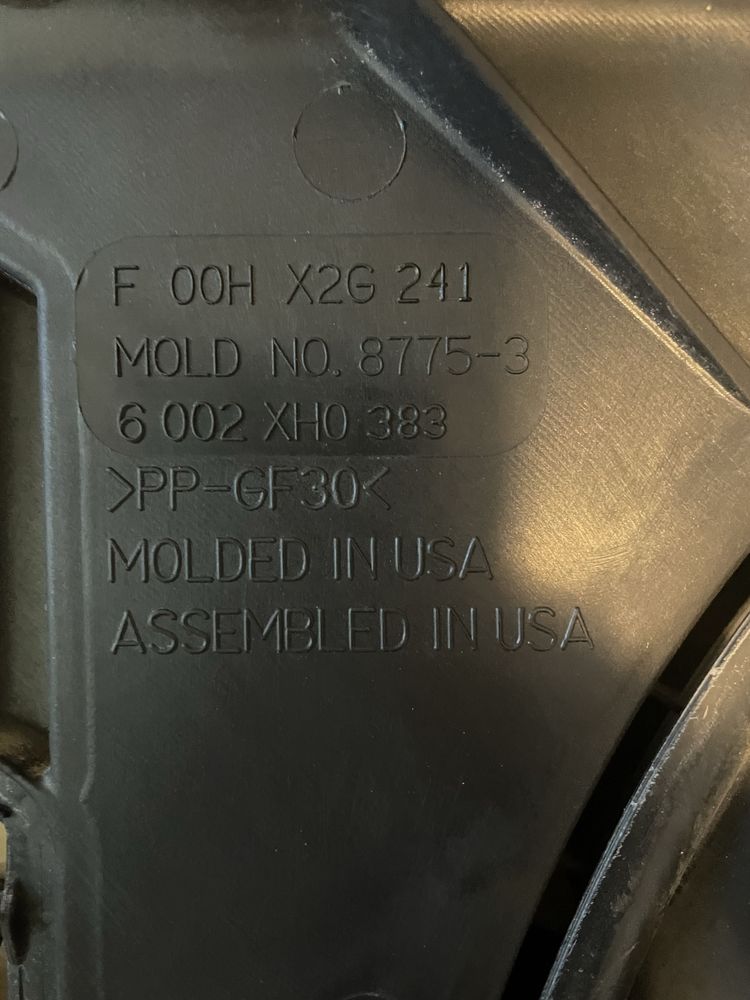 F 00H X2G 241
MOLD NO. 8775-3
6 002 XH0 383
>PP-GF30<
MOLDED IN USA
ASSEMBLED IN USA